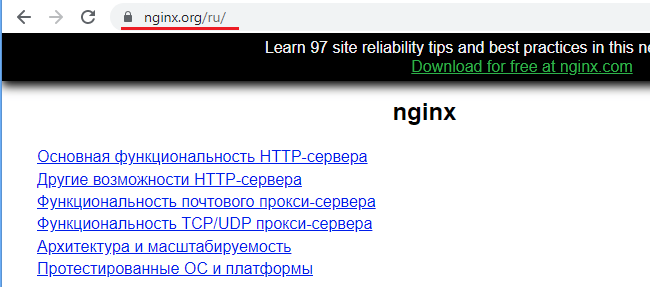 nginx.org/ru/
Learn 97 site reliability tips and best practices in this
Download for free at nginx.com
nginx
Основная функциональность HTTP-сервера
Другие возможности HTTP-сервера
Функциональность почтового прокси-сервера
Функциональность TCP/UDP прокси-сервера
Архитектура и масштабируемость
Протестированные ОС и платформы